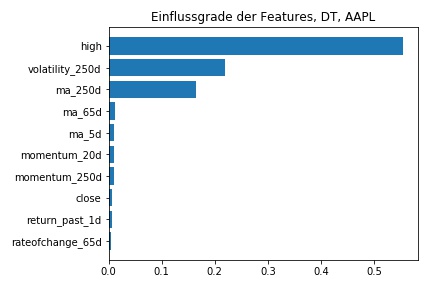 Einflussgrade der Features, DT, AAPL
high
volatility_250d
ma_250d
ma_65d
ma_5d
momentum_20d
momentum_250d
close
return_past_1d
rateofchange_65d
0.0 0.1 0.2 0.3 0.4 0.5